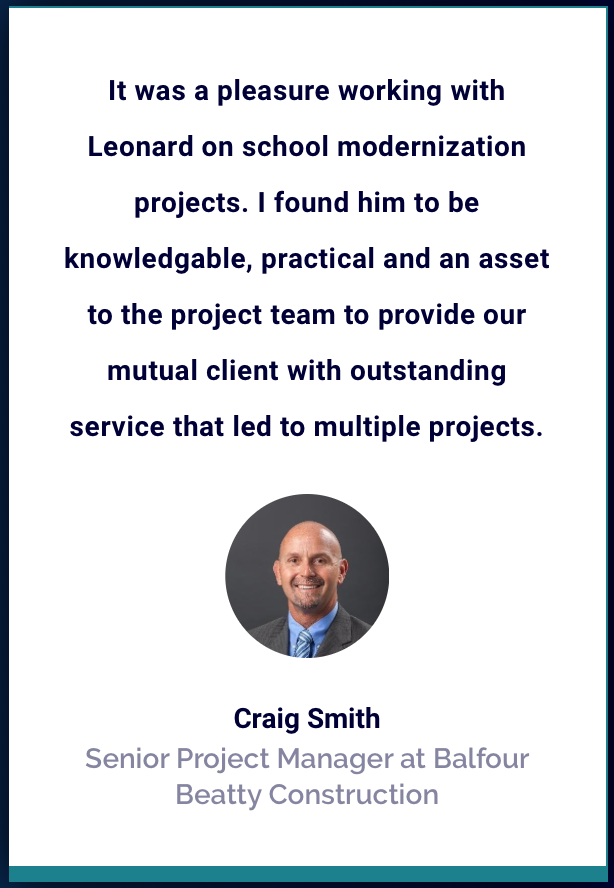 It was a pleasure working with
Leonard on school modernization
projects. I found him to be
knowledgable, practical and an asset
to the project team to provide our
mutual client with outstanding
service that led to multiple projects.
Craig Smith
Senior Project Manager at Balfour
Beatty Construction